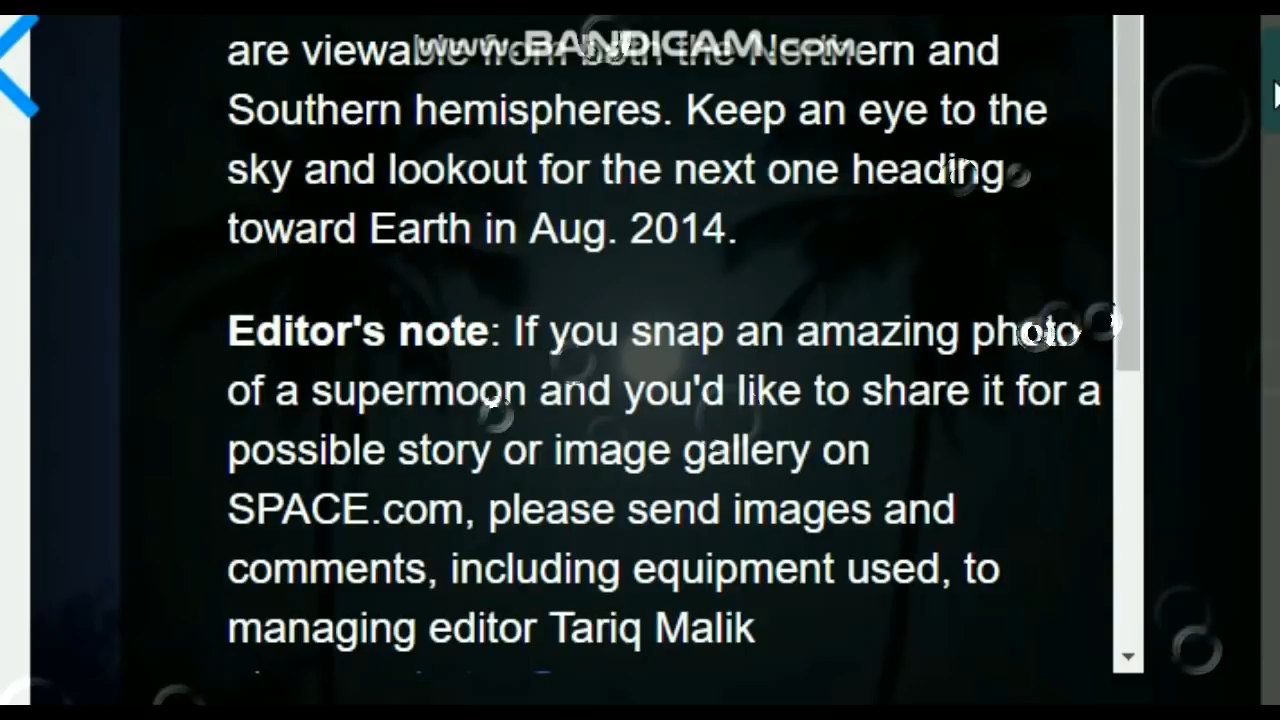 www.BANDICAM.com
are viewable from both the Northern and
Southern hemispheres. Keep an eye to the
sky and lookout for the next one heading
toward Earth in Aug. 2014.
Editor's note: If you snap an amazing photo
of a supermoon and you'd like to share it for a
possible story or image gallery on
SPACE.com, please send images and
comments, including equipment used, to
managing editor Tariq Malik